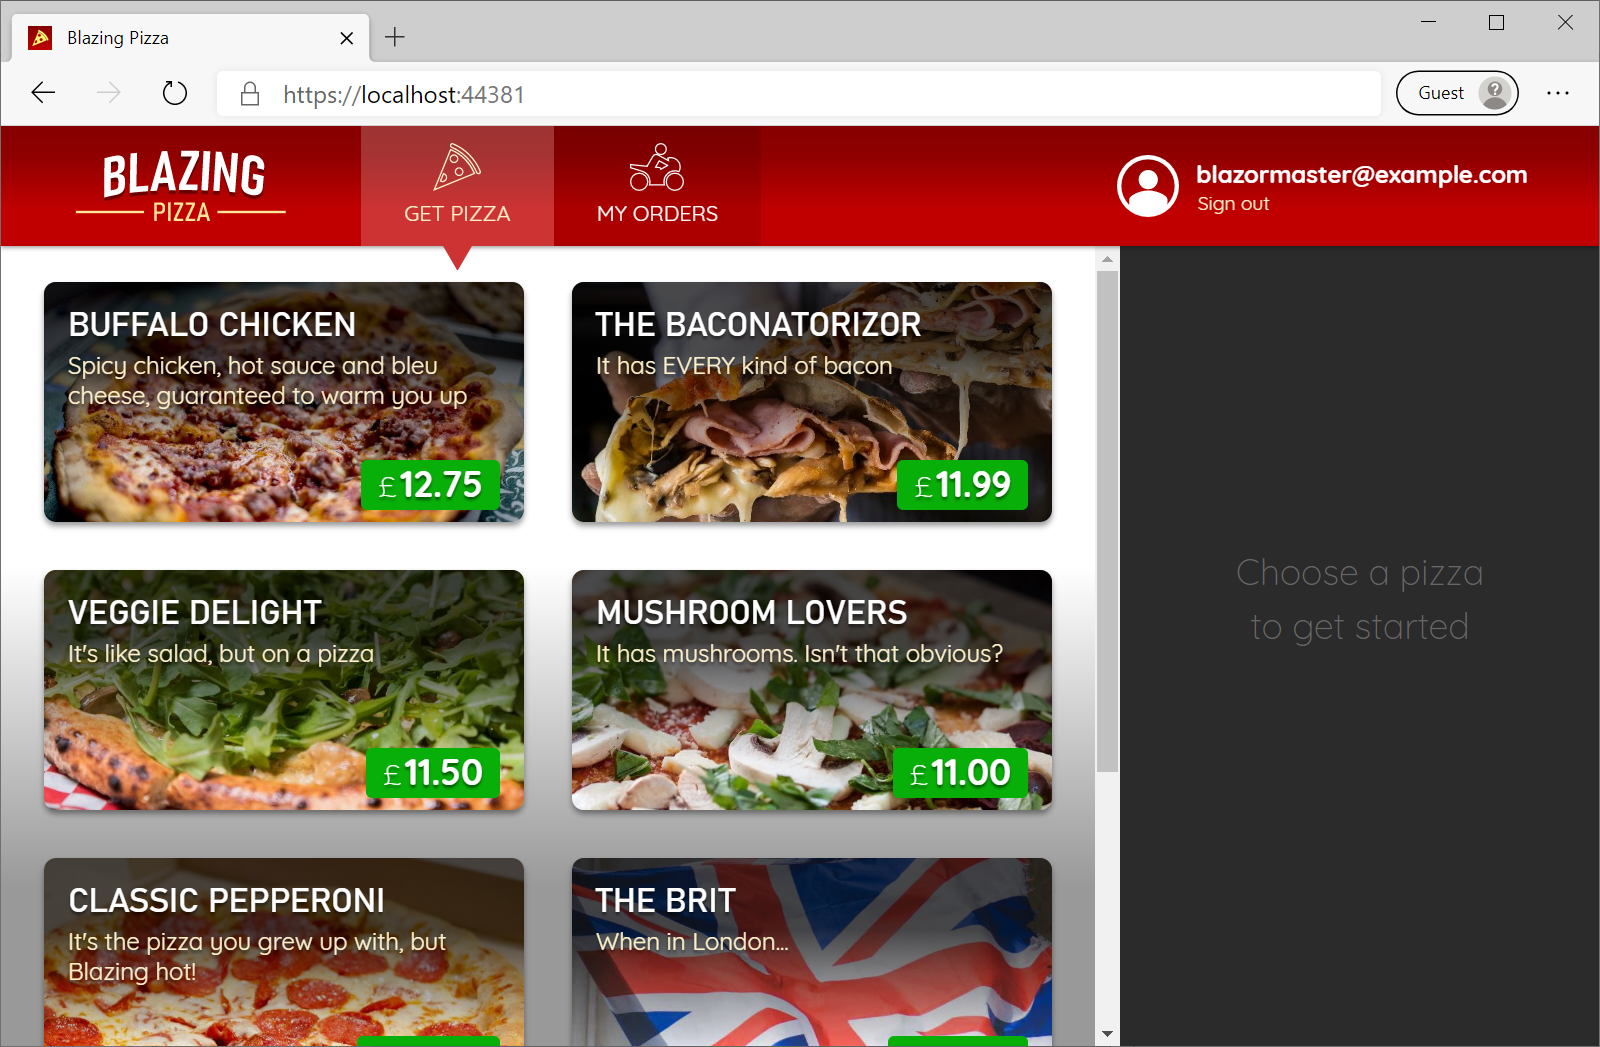 Blazing Pizza
https://localhost:44381
Guest
BLAZING
PIZZA
GET PIZZA
MY ORDERS
blazormaster@example.com
Sign out
BUFFALO CHICKEN
Spicy chicken, hot sauce and bleu
cheese, guaranteed to warm you up
£12.75
THE BACONATORIZOR
It has EVERY kind of bacon
£11.99
VEGGIE DELIGHT
It's like salad, but on a pizza
£11.50
MUSHROOM LOVERS
It has mushrooms. Isn't that obvious?
£11.00
CLASSIC PEPPERONI
It's the pizza you grew up with, but
Blazing hot!
THE BRIT
When in London...
Choose a pizza
to get started